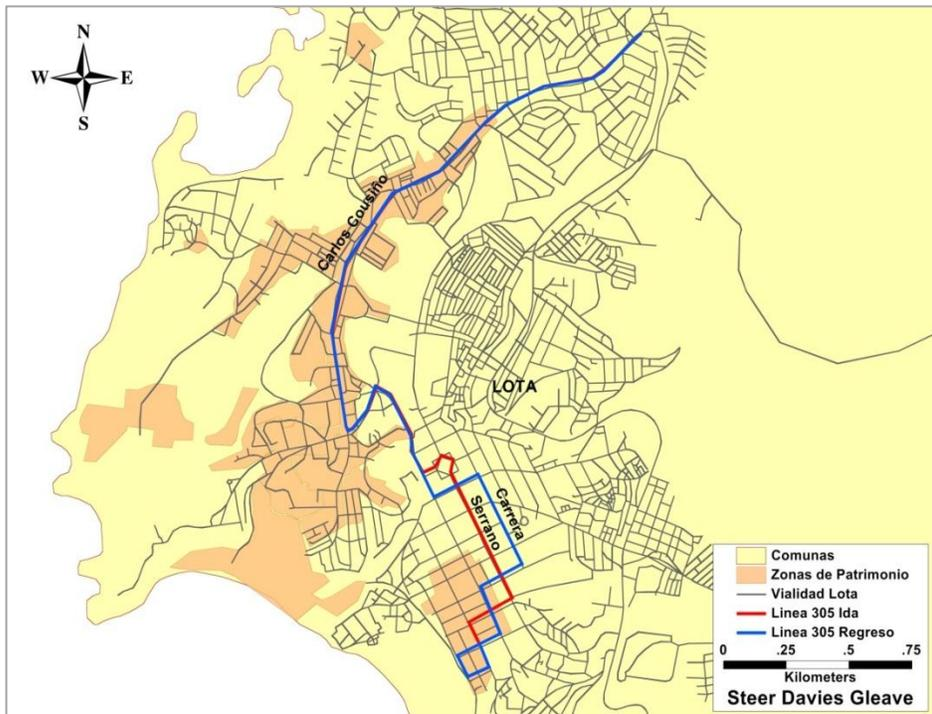 N
W E
S
Carlos Cousiño
LOTA
Carrera
Serrano
Comunas
Zonas de Patrimonio
Vialidad Lota
Linea 305 Ida
Linea 305 Regreso
0 .25 .5 .75
Kilometers
Steer Davies Gleave